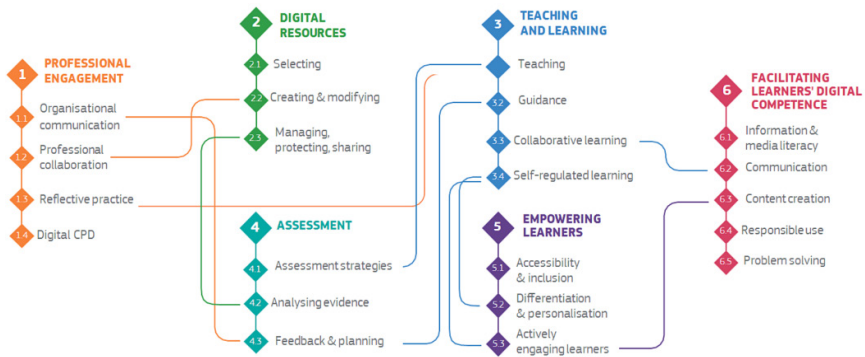 1
PROFESSIONAL
ENGAGEMENT
1.1
Organisational
communication
1.2
Professional
collaboration
1.3
Reflective practice
1.4
Digital CPD
2
DIGITAL
RESOURCES
2.1
Selecting
2.2
Creating & modifying
2.3
Managing,
protecting, sharing
3
TEACHING
AND LEARNING
Teaching
3.2
Guidance
3.3
Collaborative learning
3.4
Self-regulated learning
4
ASSESSMENT
4.1
Assessment strategies
4.2
Analysing evidence
4.3
Feedback & planning
5
EMPOWERING
LEARNERS
5.1
Accessibility
& inclusion
5.2
Differentiation
& personalisation
5.3
Actively
engaging learners
6
FACILITATING
LEARNERS' DIGITAL
COMPETENCE
6.1
Information &
media literacy
6.2
Communication
6.3
Content creation
6.4
Responsible use
6.5
Problem solving